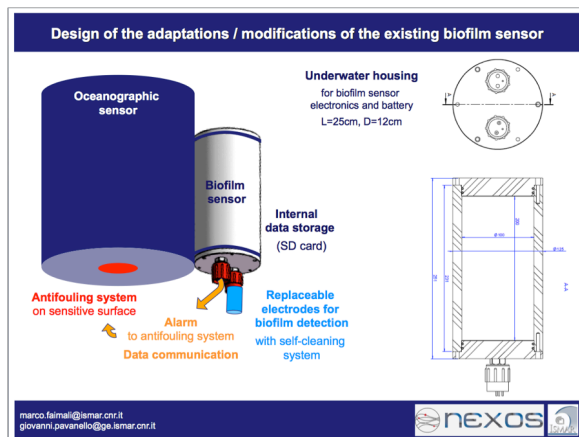 Design of the adaptations / modifications of the existing biofilm sensor
Oceanographic
sensor
Biofilm
sensor
Underwater housing
for biofilm sensor
electronics and battery
L=25cm, D=12cm
Internal
data storage
(SD card)
Antifouling system
on sensitive surface
Alarm
to antifouling system
Data communication
Replaceable
electrodes for
biofilm detection
with self-cleaning
system
A
A
A-A
marco.faimali@ismar.cnr.it
giovanni.pavanello@ge.ismar.cnr.it
nexos
ismar